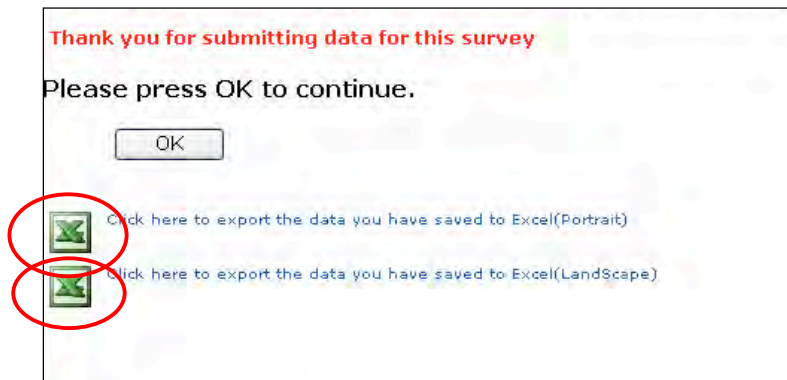 Thank you for submitting data for this survey
Please press OK to continue.
OK
Click here to export the data you have saved to Excel(Portrait)
Click here to export the data you have saved to Excel(LandScape)